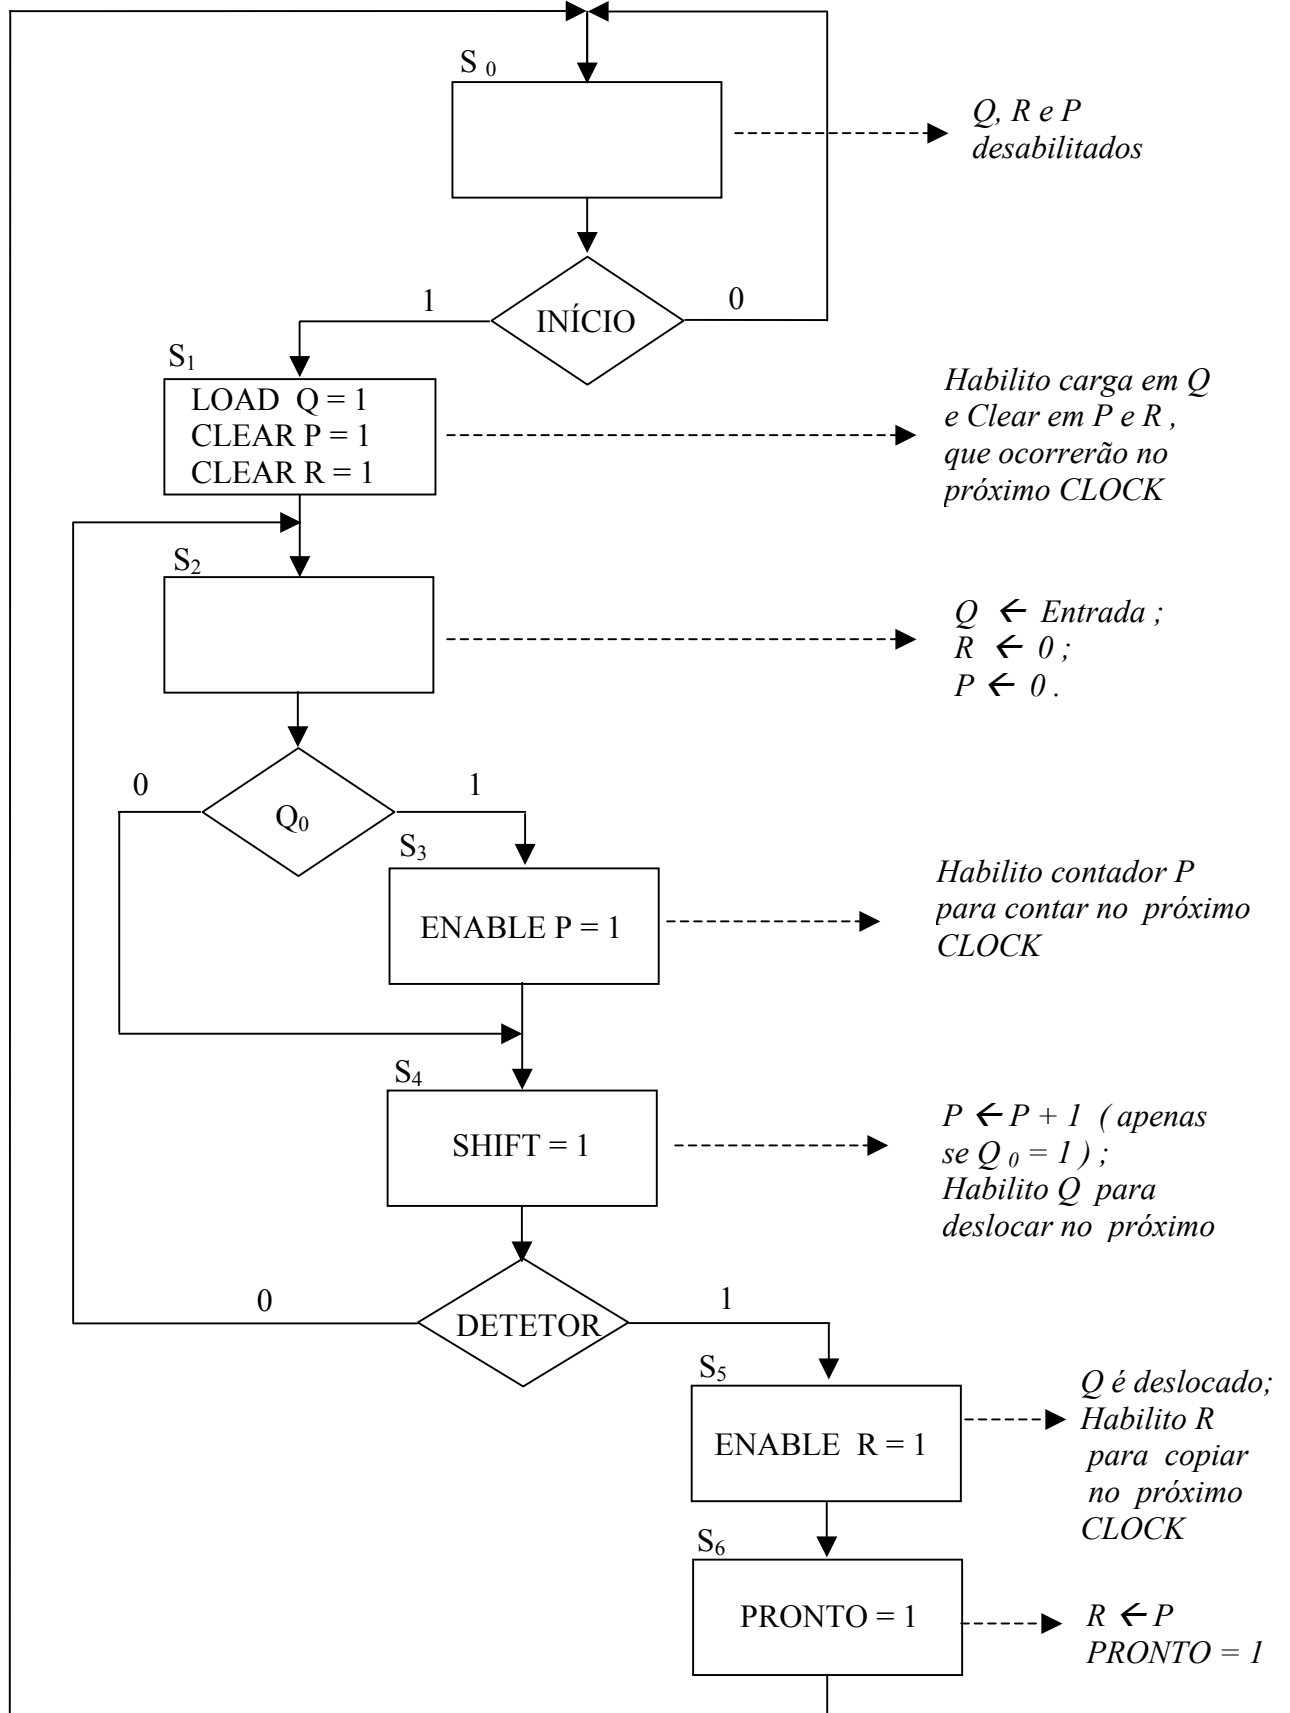 S 0
Q, R e P
desabilitados
INÍCIO
1
0
S1
LOAD Q = 1
CLEAR P = 1
CLEAR R = 1
Habilito carga em Q
e Clear em P e R ,
que ocorrerão no
próximo CLOCK
S2
Q ← Entrada ;
R ← 0 ;
P ← 0 .
0
1
Q0
S3
ENABLE P = 1
Habilito contador P
para contar no próximo
CLOCK
S4
SHIFT = 1
P ← P + 1 ( apenas
se Q 0 = 1 ) ;
Habilito Q para
deslocar no próximo
0
1
DETETOR
S5
ENABLE R = 1
Q é deslocado;
Habilito R
para copiar
no próximo
CLOCK
S6
PRONTO = 1
R ← P
PRONTO = 1